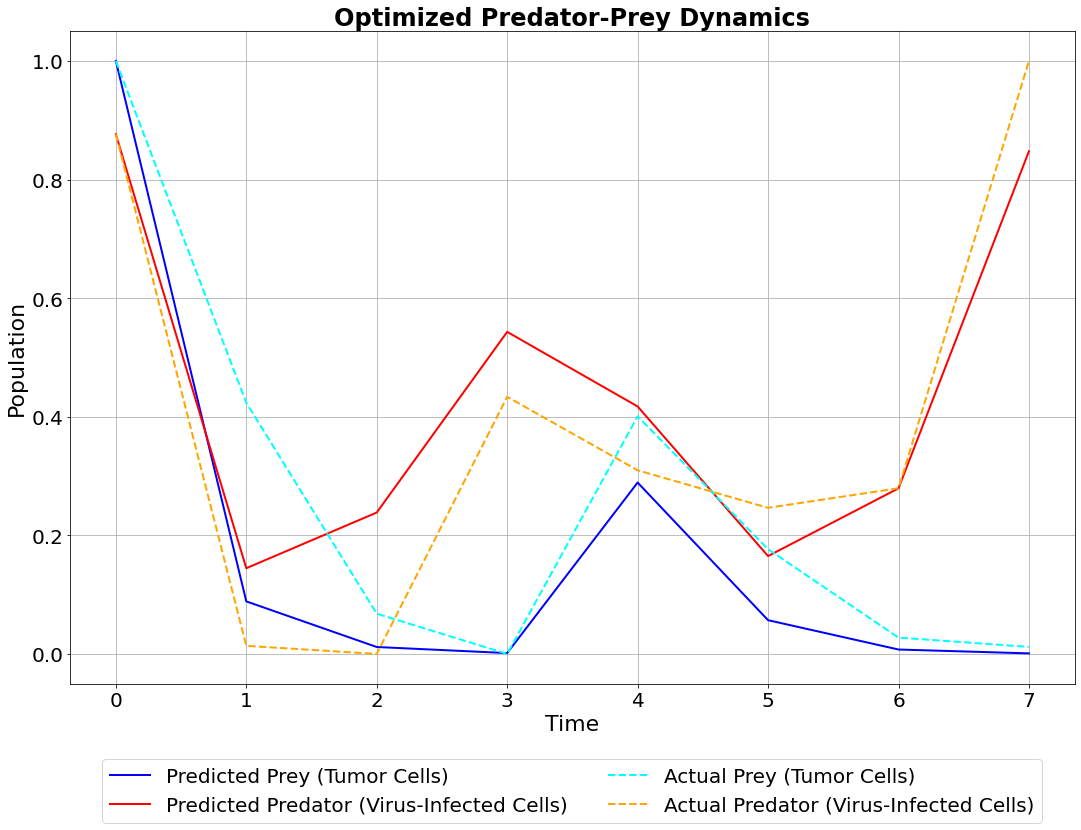 Optimized Predator-Prey Dynamics
1.0
0.8
0.6
0.4
0.2
0.0
Population
0 1 2 3 4 5 6 7
Time
Predicted Prey (Tumor Cells) Actual Prey (Tumor Cells)
Predicted Predator (Virus-Infected Cells) Actual Predator (Virus-Infected Cells)